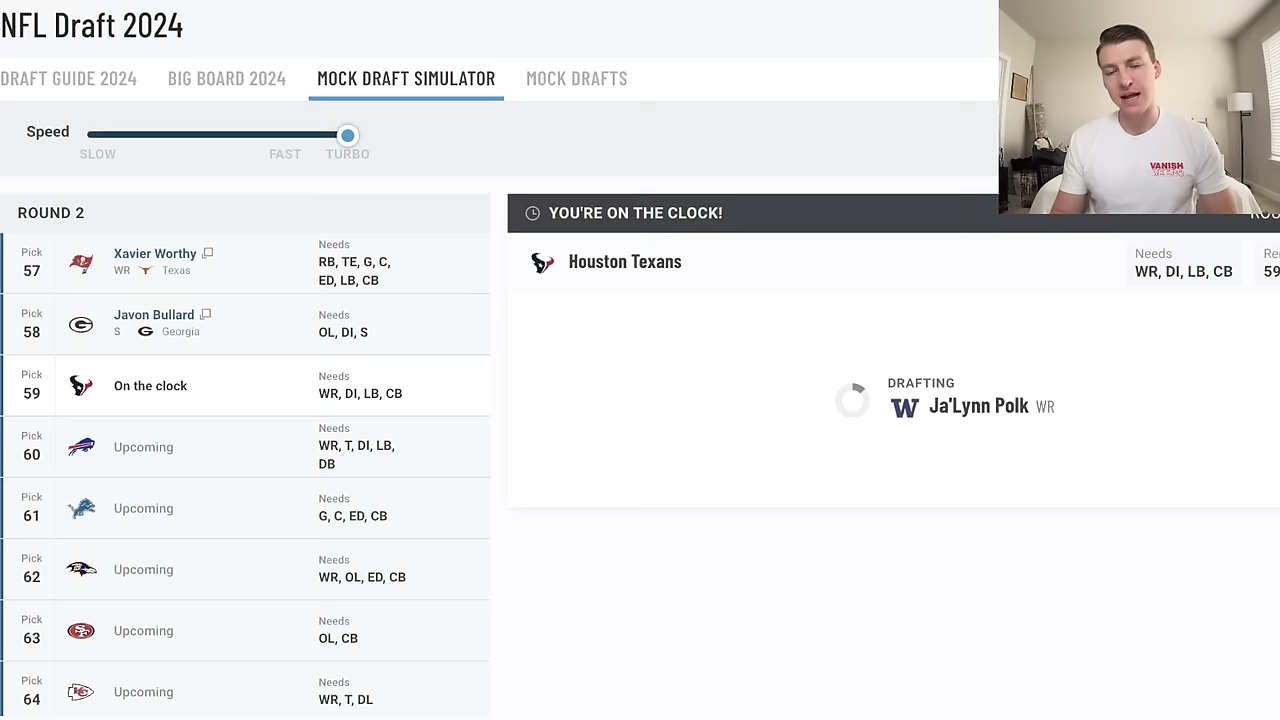 NFL Draft 2024
DRAFT GUIDE 2024
BIG BOARD 2024
MOCK DRAFT SIMULATOR
MOCK DRAFTS
Speed
SLOW
FAST
TURBO
ROUND 2
Pick
57
Xavier Worthy
WR Texas
Needs
RB, TE, G, C,
ED, LB, CB
Pick
58
Javon Bullard
S Georgia
Needs
OL, DI, S
Pick
59
On the clock
Needs
WR, DI, LB, CB
Pick
60
Upcoming
Needs
WR, T, DI, LB,
DB
Pick
61
Upcoming
Needs
G, C, ED, CB
Pick
62
Upcoming
Needs
WR, OL, ED, CB
Pick
63
Upcoming
Needs
OL, CB
Pick
64
Upcoming
Needs
WR, T, DL
YOU'RE ON THE CLOCK!
Houston Texans
Needs
WR, DI, LB, CB
Re
59
DRAFTING
W Ja'Lynn Polk WR
VANISH